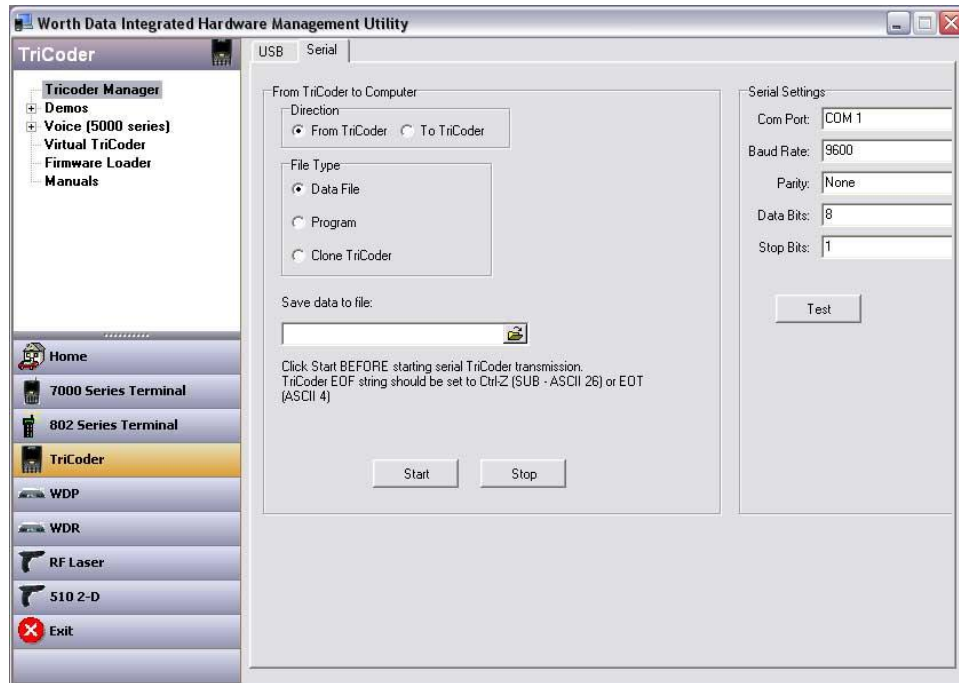 Worth Data Integrated Hardware Management Utility
TriCoder
Tricoder Manager
Demos
Voice (5000 series)
Virtual TriCoder
Firmware Loader
Manuals
Home
7000 Series Terminal
802 Series Terminal
TriCoder
WDP
WDR
RF Laser
510 2-D
Exit
USB Serial
From TriCoder to Computer
Direction
From TriCoder To TriCoder
File Type
Data File
Program
Clone TriCoder
Save data to file:
Click Start BEFORE starting serial TriCoder transmission.
TriCoder EOF string should be set to Ctrl-Z (SUB - ASCII 26) or EOT
(ASCII 4)
Start Stop
Serial Settings
Com Port: COM 1
Baud Rate: 9600
Parity: None
Data Bits: 8
Stop Bits: 1
Test